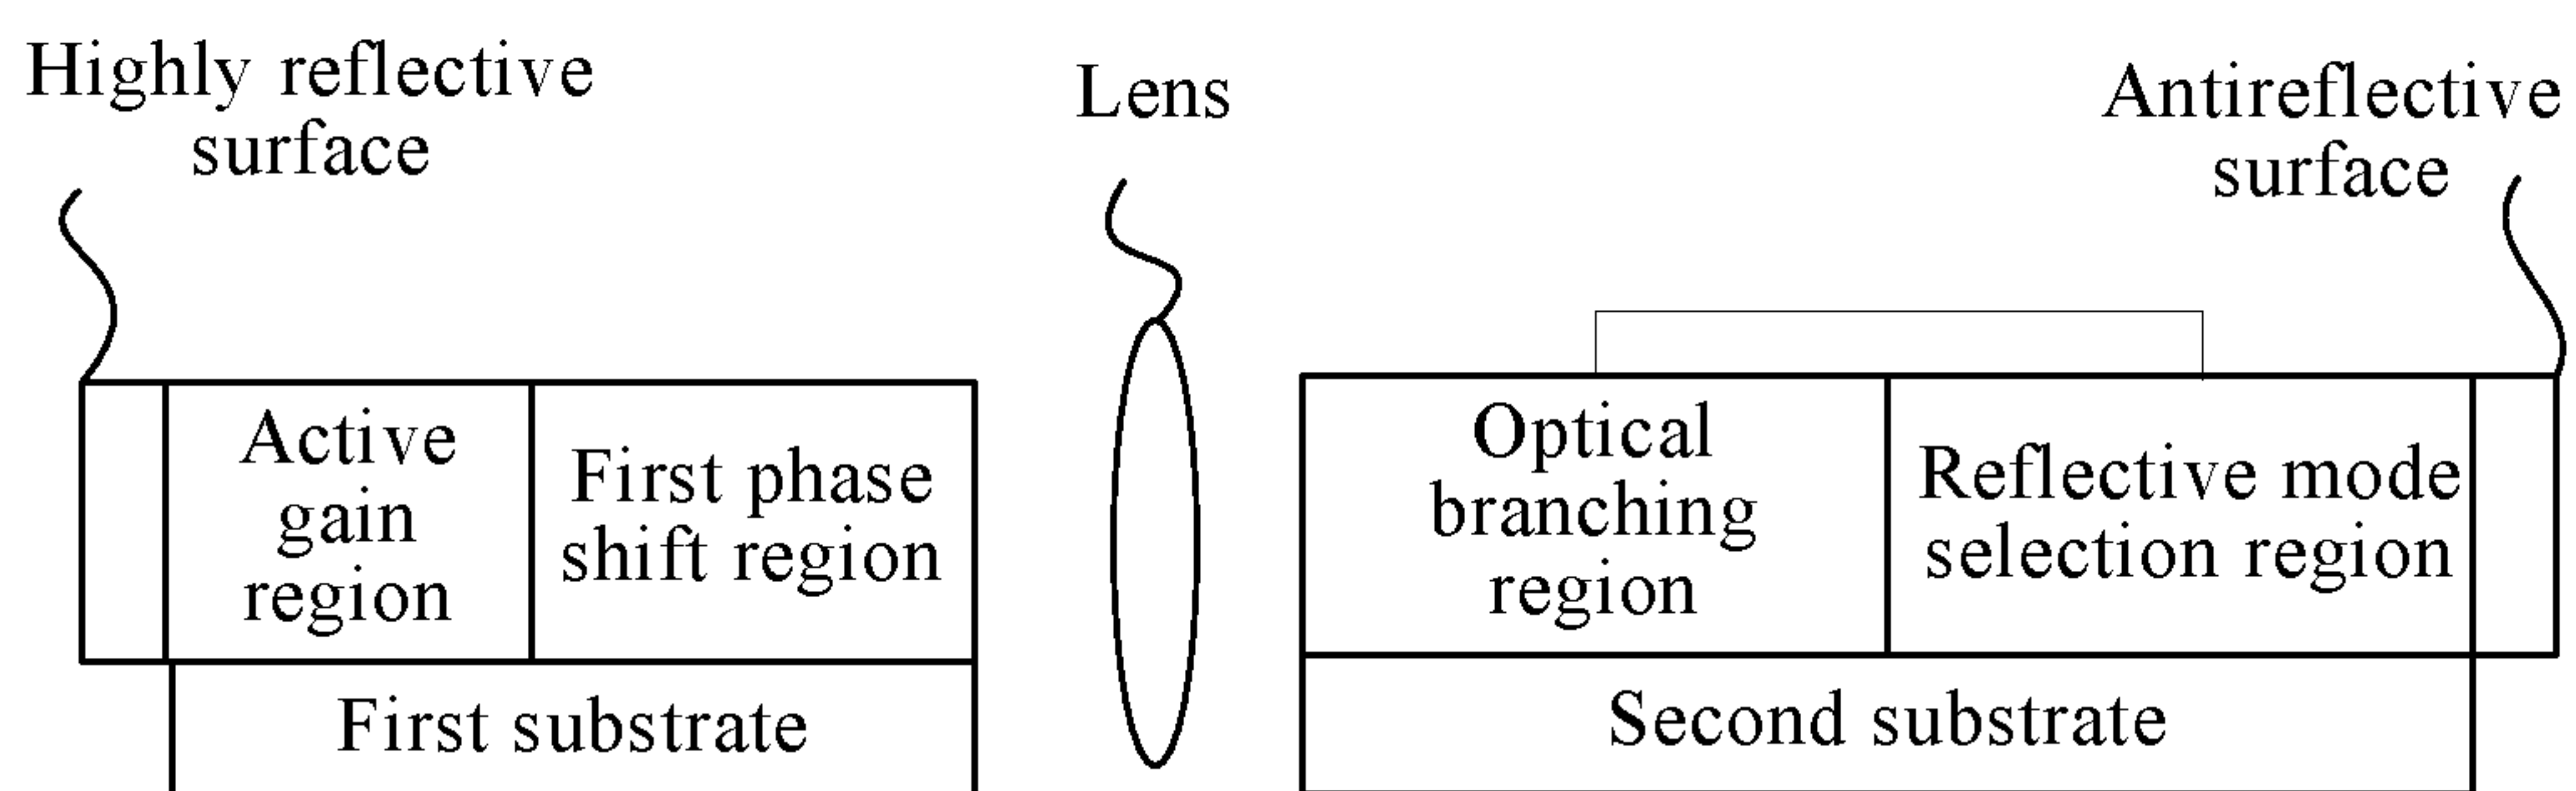 Highly reflective
surface
Lens
Antireflective
surface
Active
gain
region
First phase
shift region
Optical
branching
region
Reflective mode
selection region
First substrate
Second substrate